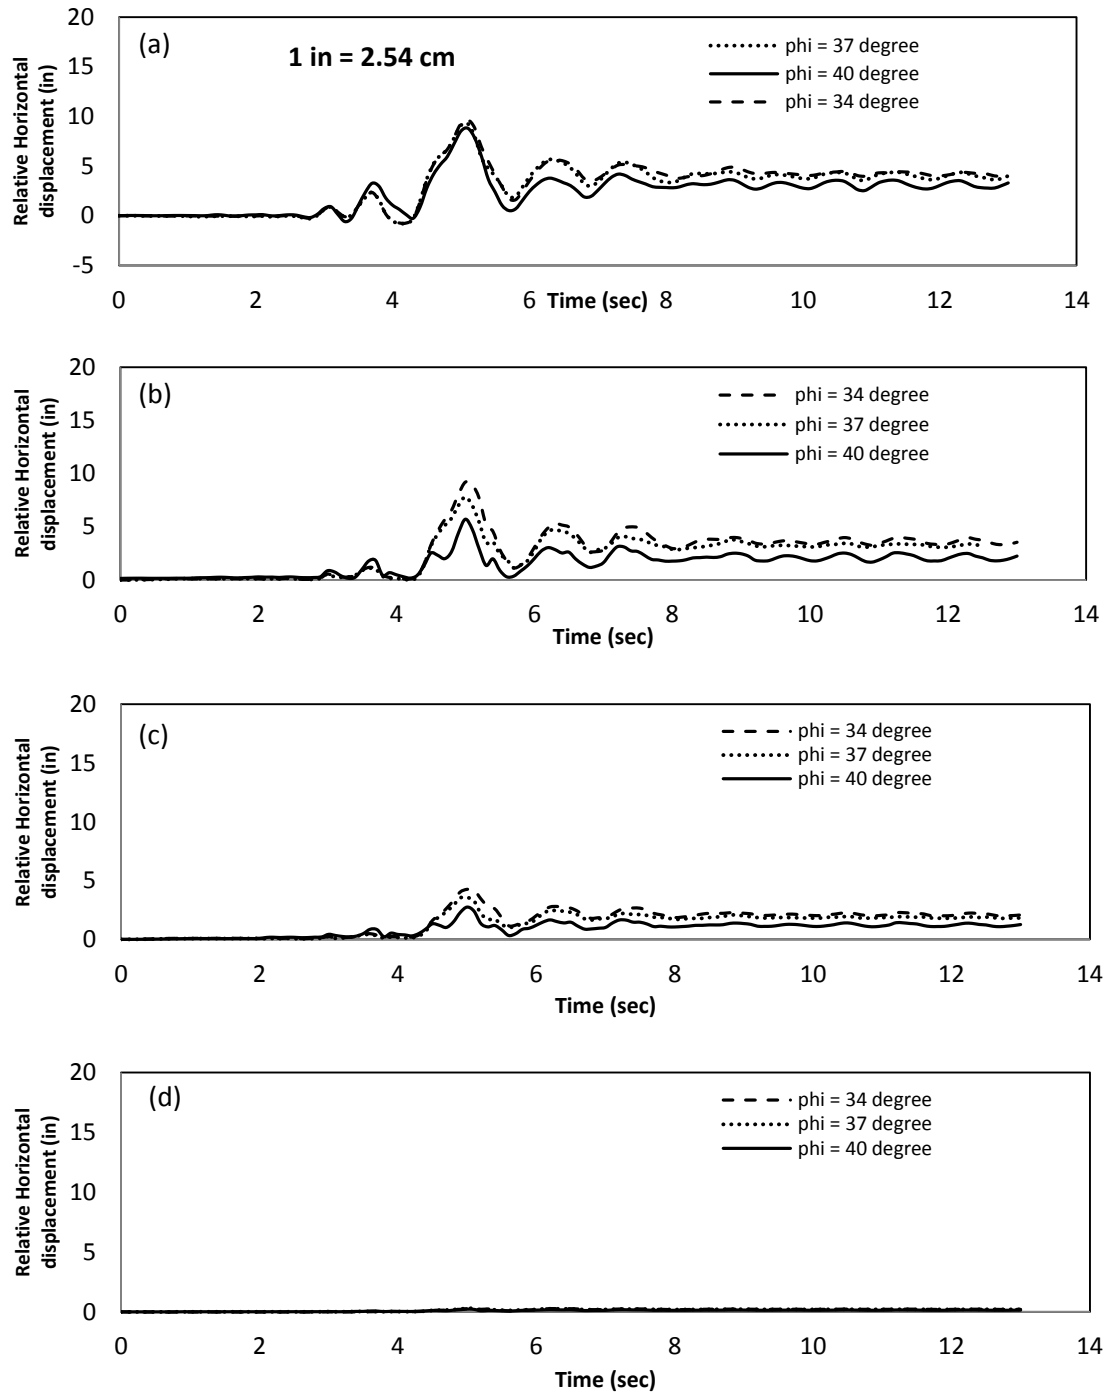 20
15
10
5
0
-5
Relative Horizontal
displacement (in)
(a)
1 in = 2.54 cm
phi = 37 degree
phi = 40 degree
phi = 34 degree
0 2 4 6 Time (sec) 8 10 12 14
20
15
10
5
0
Relative Horizontal
displacement (in)
(b)
phi = 34 degree
phi = 37 degree
phi = 40 degree
0 2 4 6 8 10 12 14
Time (sec)
20
15
10
5
0
Relative Horizontal
displacement (in)
(c)
phi = 34 degree
phi = 37 degree
phi = 40 degree
0 2 4 6 8 10 12 14
Time (sec)
20
15
10
5
0
Relative Horizontal
displacement (in)
(d)
phi = 34 degree
phi = 37 degree
phi = 40 degree
0 2 4 6 8 10 12 14
Time (sec)